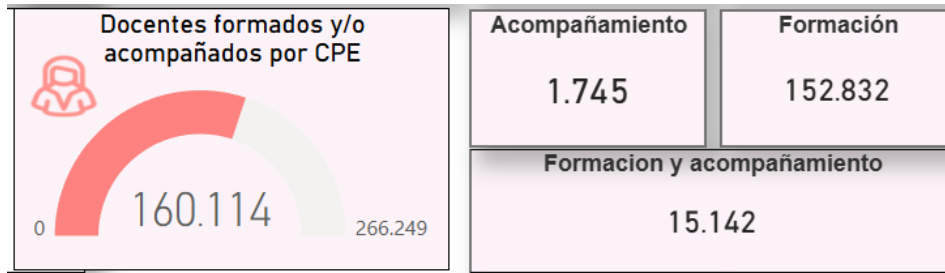 Docentes formados y/o
acompañados por CPE
0
160.114
266.249
Acompañamiento
1.745
Formación
152.832
Formacion y acompañamiento
15.142